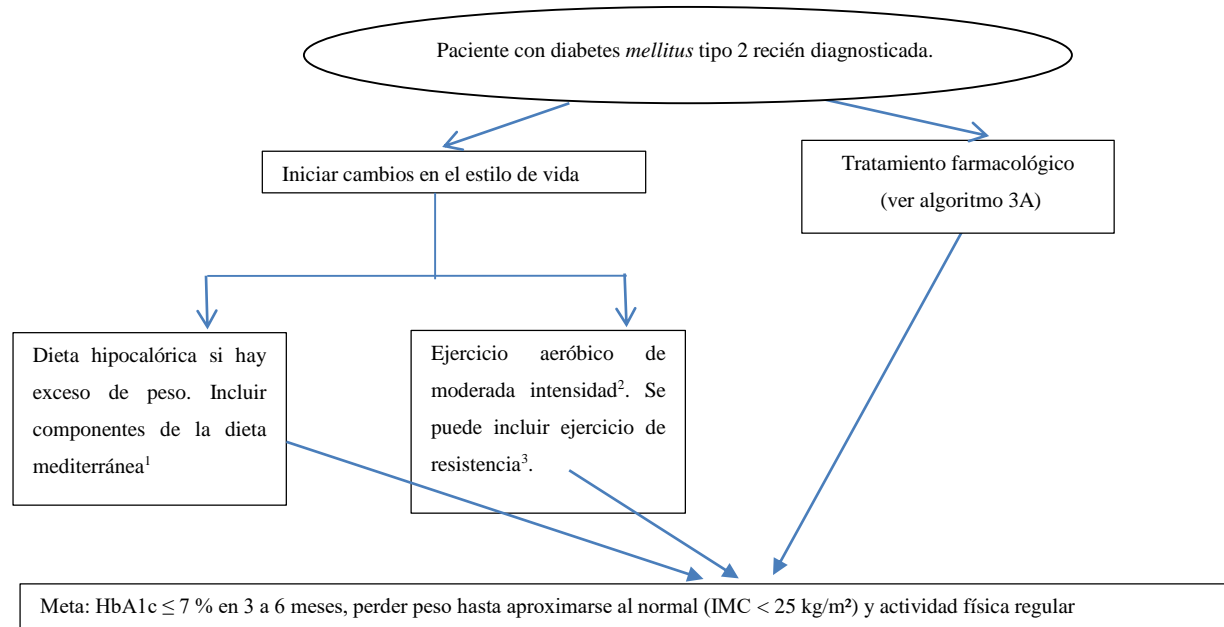 Paciente con diabetes mellitus tipo 2 recién diagnosticada.
Iniciar cambios en el estilo de vida
Tratamiento farmacológico
(ver algoritmo 3A)
Dieta hipocalórica si hay
exceso de peso. Incluir
componentes de la dieta
mediterránea¹
Ejercicio aeróbico de
moderada intensidad². Se
puede incluir ejercicio de
resistencia³.
Meta: HbA1c ≤ 7 % en 3 a 6 meses, perder peso hasta aproximarse al normal (IMC < 25 kg/m²) y actividad física regular